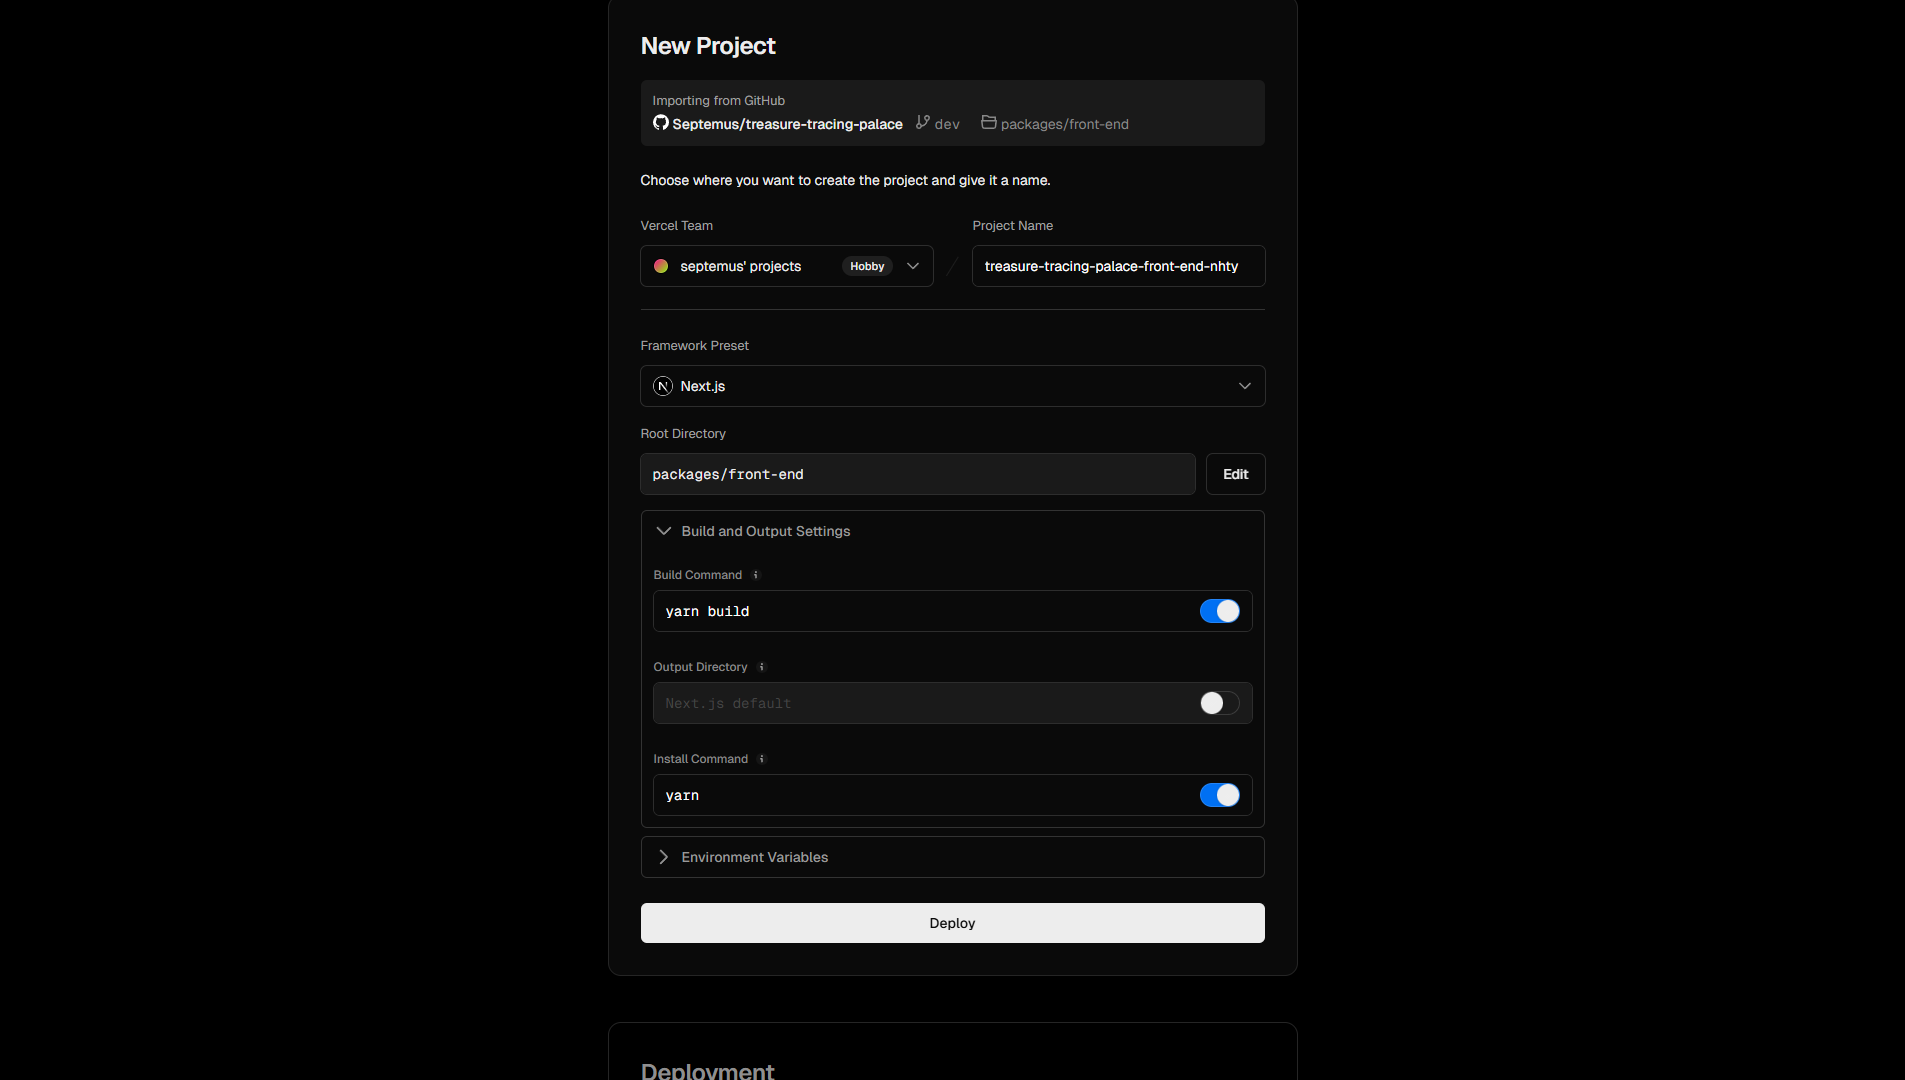 New Project
Importing from GitHub
Septemus/treasure-tracing-palace dev packages/front-end
Choose where you want to create the project and give it a name.
Vercel Team Project Name
septemus' projects Hobby / treasure-tracing-palace-front-end-nhty
Framework Preset
N Next.js
Root Directory
packages/front-end Edit
Build and Output Settings
Build Command i
yarn build
Output Directory i
Next.js default
Install Command i
yarn
Environment Variables
Deploy
Deployment